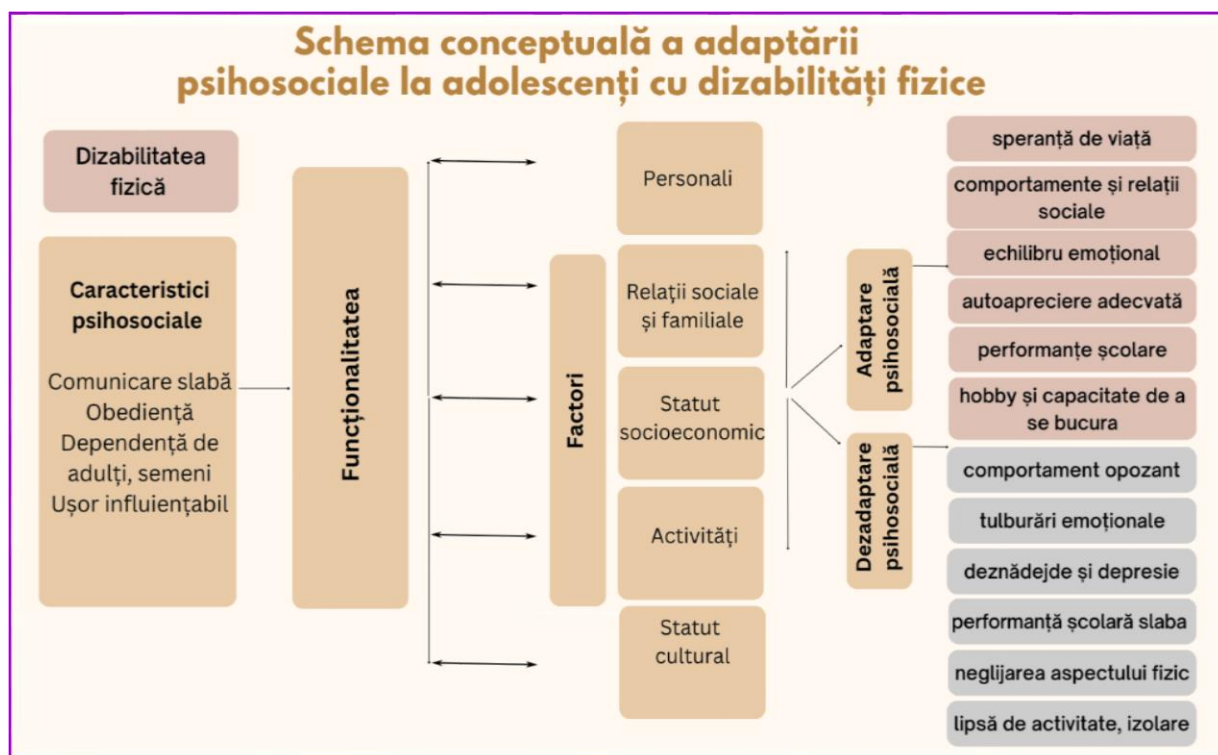 Schema conceptuală a adaptării
psihosociale la adolescenți cu dizabilități fizice
Dizabilitatea
fizică
Caracteristici
psihosociale
Comunicare slabă
Obediență
Dependență de
adulți, semeni
Ușor influiențabil
Funcționalitatea
Factori
Personali
Relații sociale
și familiale
Statut
socioeconomic
Activități
Statut
cultural
Adaptare
psihosocială
Dezadaptare
psihosocială
speranță de viață
comportamente și relații
sociale
echilibru emoțional
autoapreciere adecvată
performanțe școlare
hobby și capacitate de a
se bucura
comportament opozant
tulburări emoționale
deznădejde și depresie
performanță școlară slaba
neglijarea aspectului fizic
lipsă de activitate, izolare